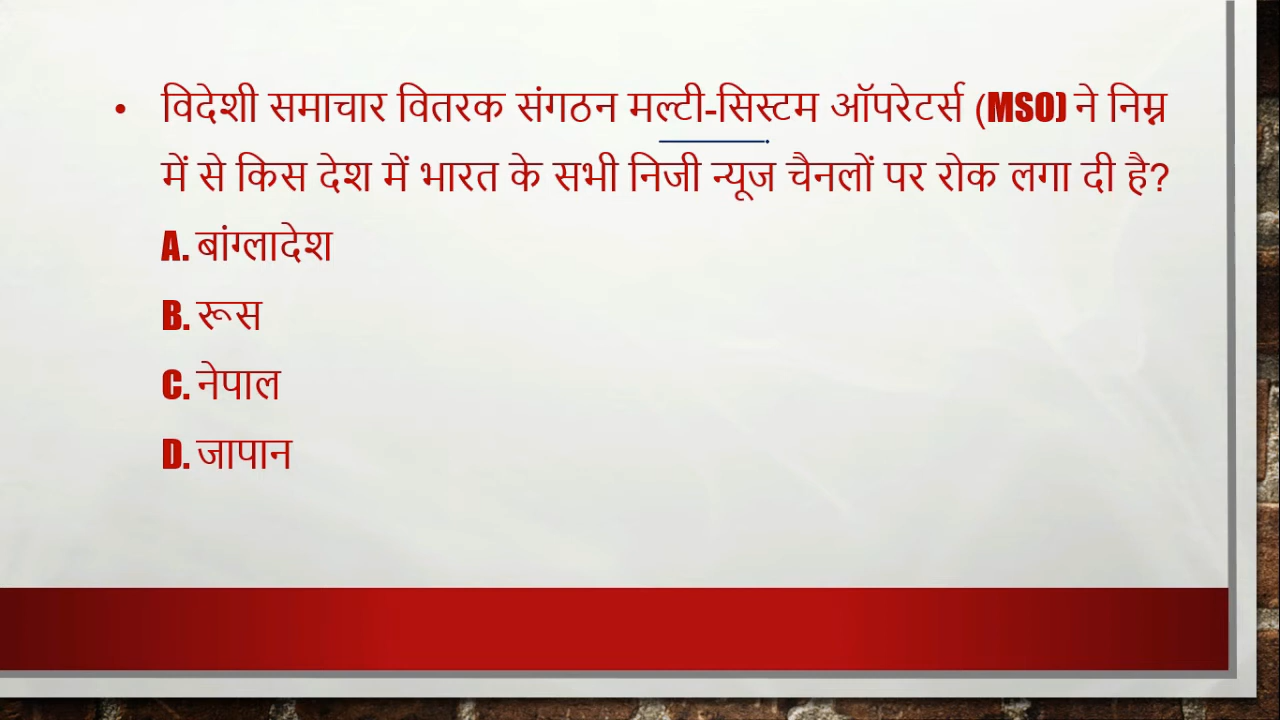 • विदेशी समाचार वितरक संगठन मल्टी-सिस्टम ऑपरेटर्स (MSO) ने निम्न
में से किस देश में भारत के सभी निजी न्यूज चैनलों पर रोक लगा दी है?
A. बांग्लादेश
B. रूस
C. नेपाल
D. जापान